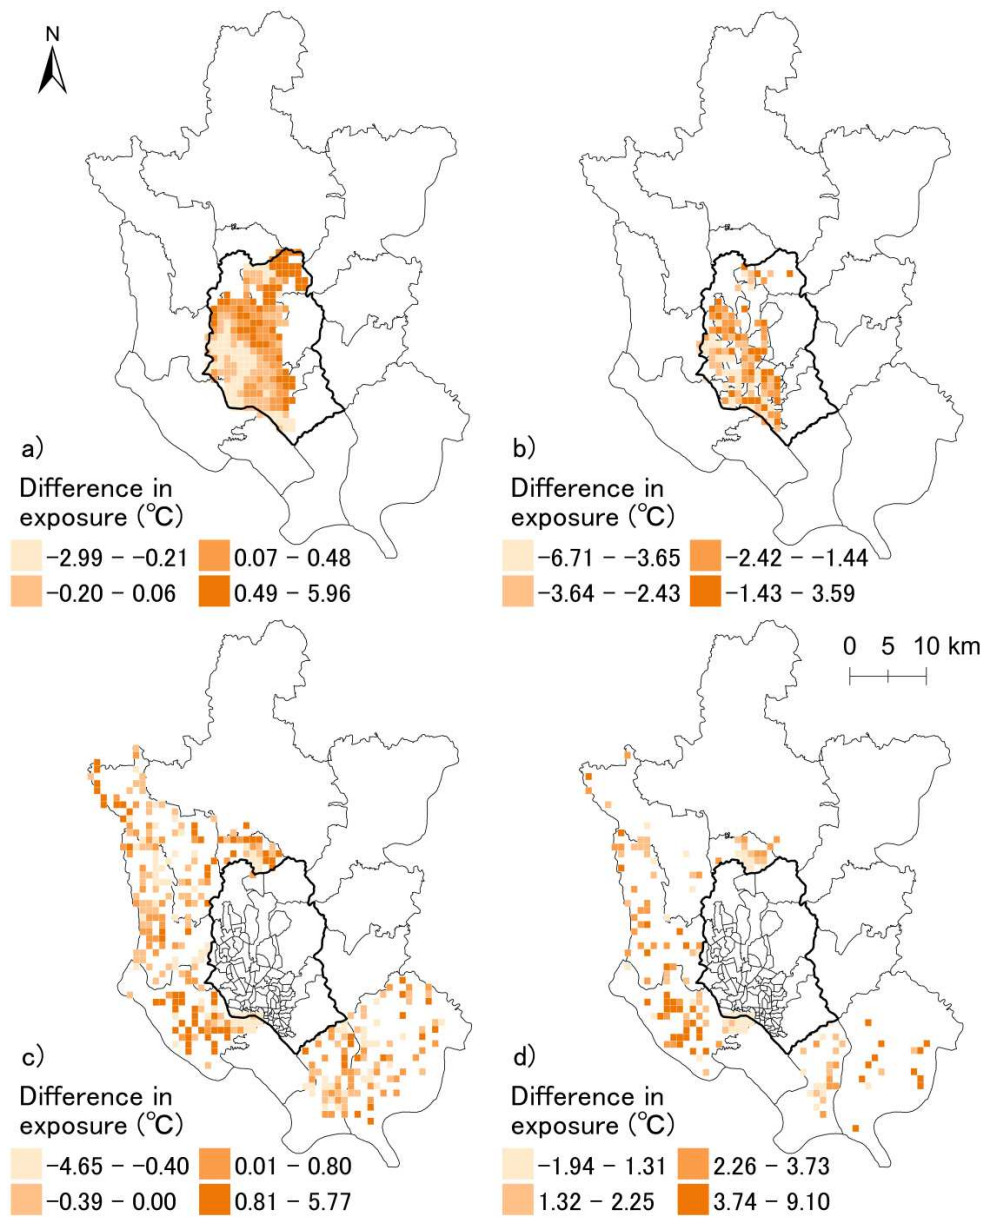 N
a)
Difference in
exposure (℃)
−2.99 – −0.21
0.07 – 0.48
−0.20 – 0.06
0.49 – 5.96
b)
Difference in
exposure (℃)
−6.71 – −3.65
−2.42 – −1.44
−3.64 – −2.43
−1.43 – 3.59
0 5 10 km
c)
Difference in
exposure (℃)
−4.65 – −0.40
0.01 – 0.80
−0.39 – 0.00
0.81 – 5.77
d)
Difference in
exposure (℃)
−1.94 – 1.31
2.26 – 3.73
1.32 – 2.25
3.74 – 9.10